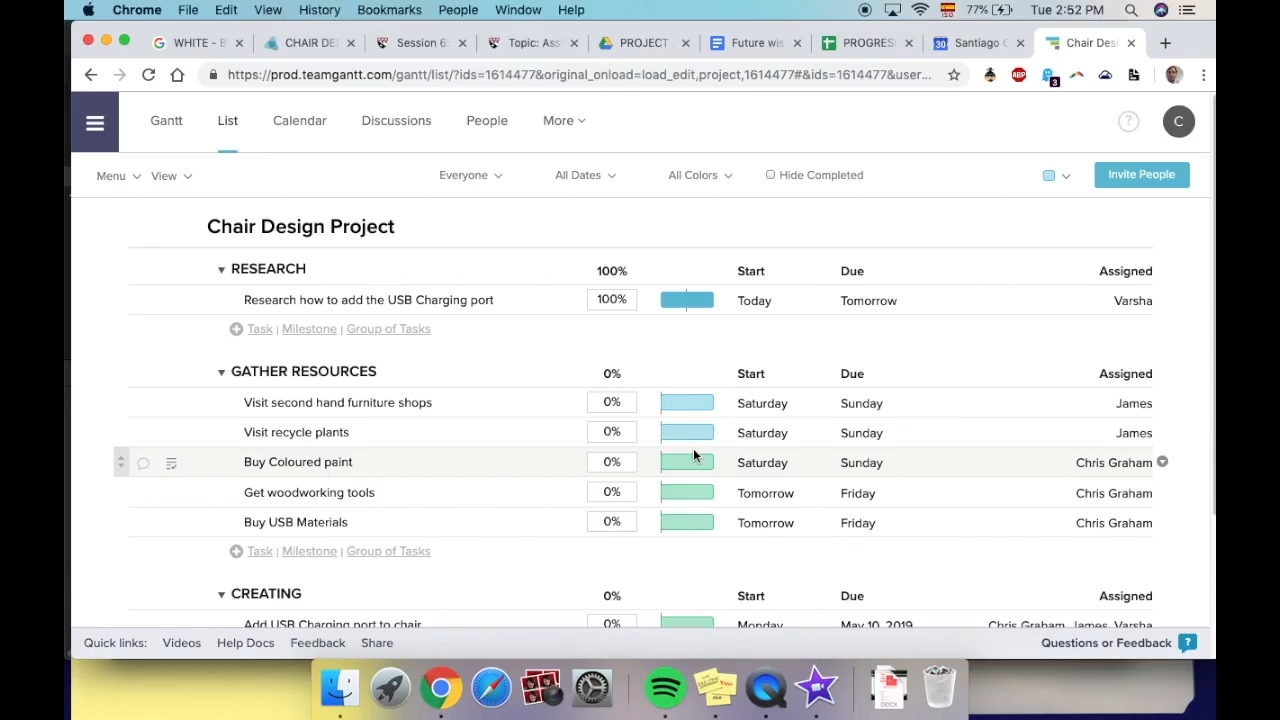 Chrome File Edit View History Bookmarks People Window Help ISO 77% Tue 2:52 PM
WHITE - B CHAIR DE Session 6: Topic: Ass PROJECT Future wis PROGRES 30 Santiago C Chair Des
https://prod.teamgantt.com/gantt/list/?ids=1614477&original_onload=load_edit,project,1614477#&ids=1614477&user... ABP 3
Gantt List Calendar Discussions People More ? C
Menu View Everyone All Dates All Colors Hide Completed Invite People
Chair Design Project
RESEARCH 100% Start Due Assigned
Research how to add the USB Charging port 100% Today Tomorrow Varsha
Task | Milestone | Group of Tasks
GATHER RESOURCES 0% Start Due Assigned
Visit second hand furniture shops 0% Saturday Sunday James
Visit recycle plants 0% Saturday Sunday James
Buy Coloured paint 0% Saturday Sunday Chris Graham
Get woodworking tools 0% Tomorrow Friday Chris Graham
Buy USB Materials 0% Tomorrow Friday Chris Graham
Task | Milestone | Group of Tasks
CREATING 0% Start Due Assigned
Add USB Charging port to chair 0% Monday May 10, 2019 Chris Graham, James, Varsha
Quick links: Videos Help Docs Feedback Share Questions or Feedback ?
DOCX